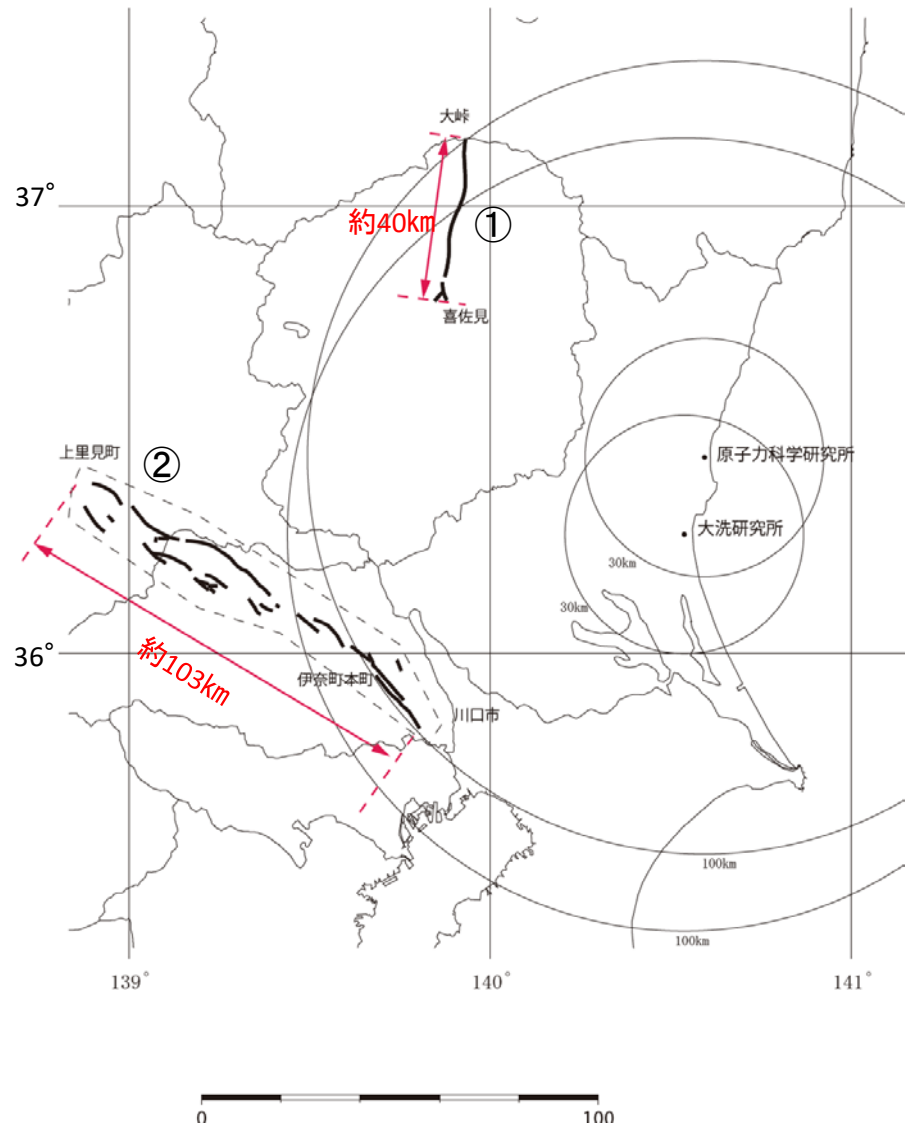 大峠
37°
約40km
①
喜佐見
上里見町
②
原子力科学研究所
大洗研究所
30km
30km
36°
約103km
伊奈町本町
川口市
100km
100km
139°
140°
141°
0
100